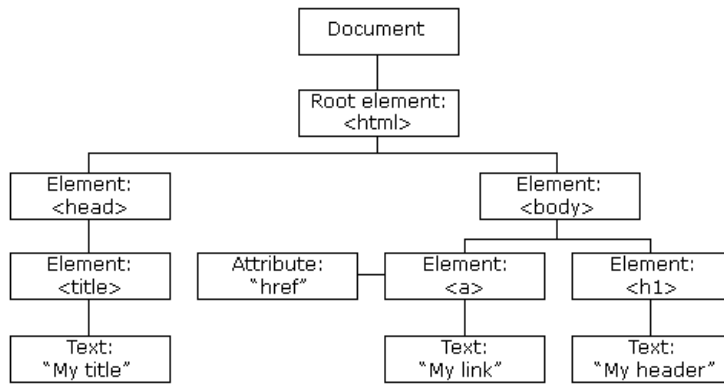 Document
Root element:
<html>
Element:
<head>
Element:
<body>
Element:
<title>
Attribute:
“href”
Element:
<a>
Element:
<h1>
Text:
“My title”
Text:
“My link”
Text:
“My header”